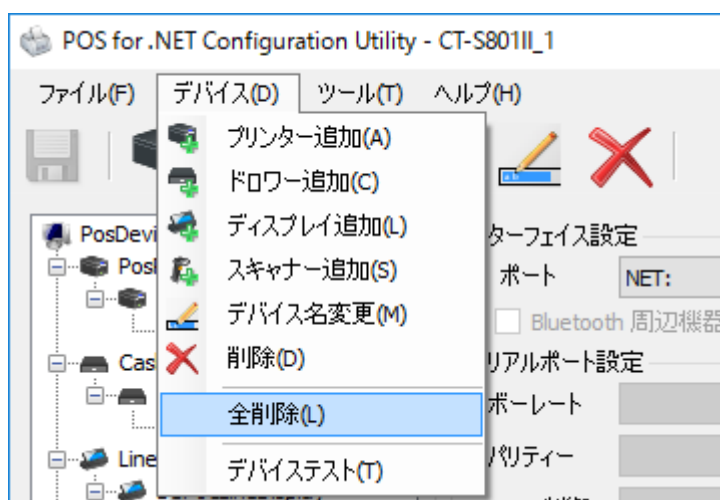 POS for .NET Configuration Utility - CT-S801II_1
ファイル(F) デバイス(D) ツール(T) ヘルプ(H)
プリンター追加(A)
ドロワー追加(C)
ディスプレイ追加(L)
スキャナー追加(S)
デバイス名変更(M)
削除(D)
全削除(L)
デバイステスト(T)
PosDevi
Pos
Cas
Line
ターフェイス設定
ポート NET:
Bluetooth 周辺機器
リアルポート設定
ボーレート
パリティー